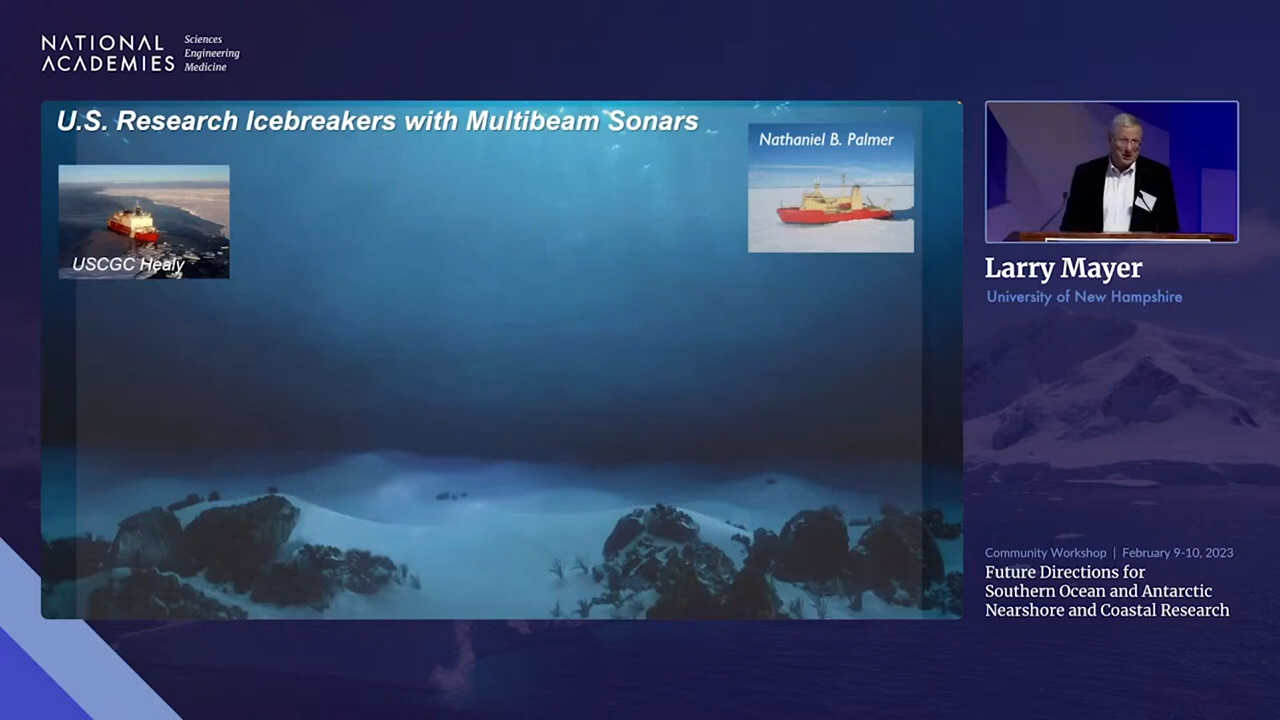 NATIONAL
ACADEMIES
Sciences
Engineering
Medicine
U.S. Research Icebreakers with Multibeam Sonars
USCGC Healy
Nathaniel B. Palmer
Larry Mayer
University of New Hampshire
Community Workshop | February 9-10, 2023
Future Directions for
Southern Ocean and Antarctic
Nearshore and Coastal Research